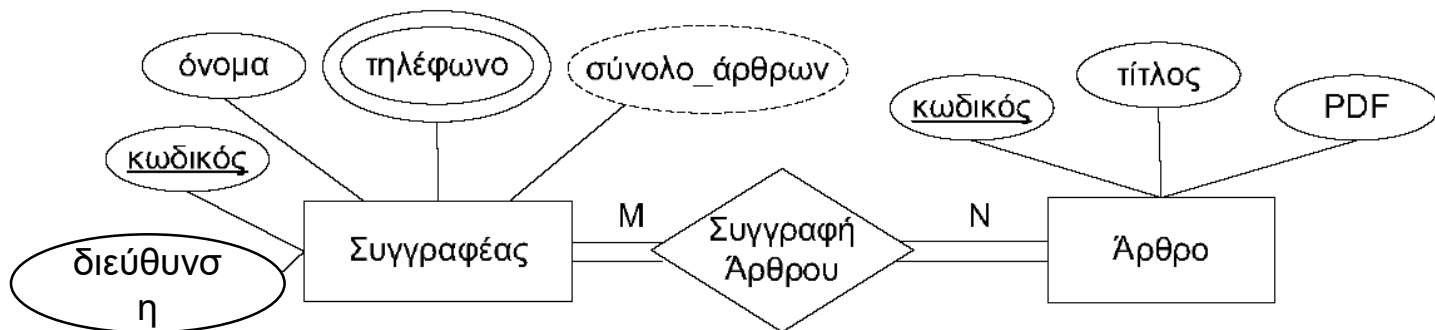 όνομα
τηλέφωνο
σύνολο_άρθρων
τίτλος
κωδικός
PDF
κωδικός
διεύθυνσ
η
Συγγραφέας
M
Συγγραφή
Άρθρου
N
Άρθρο